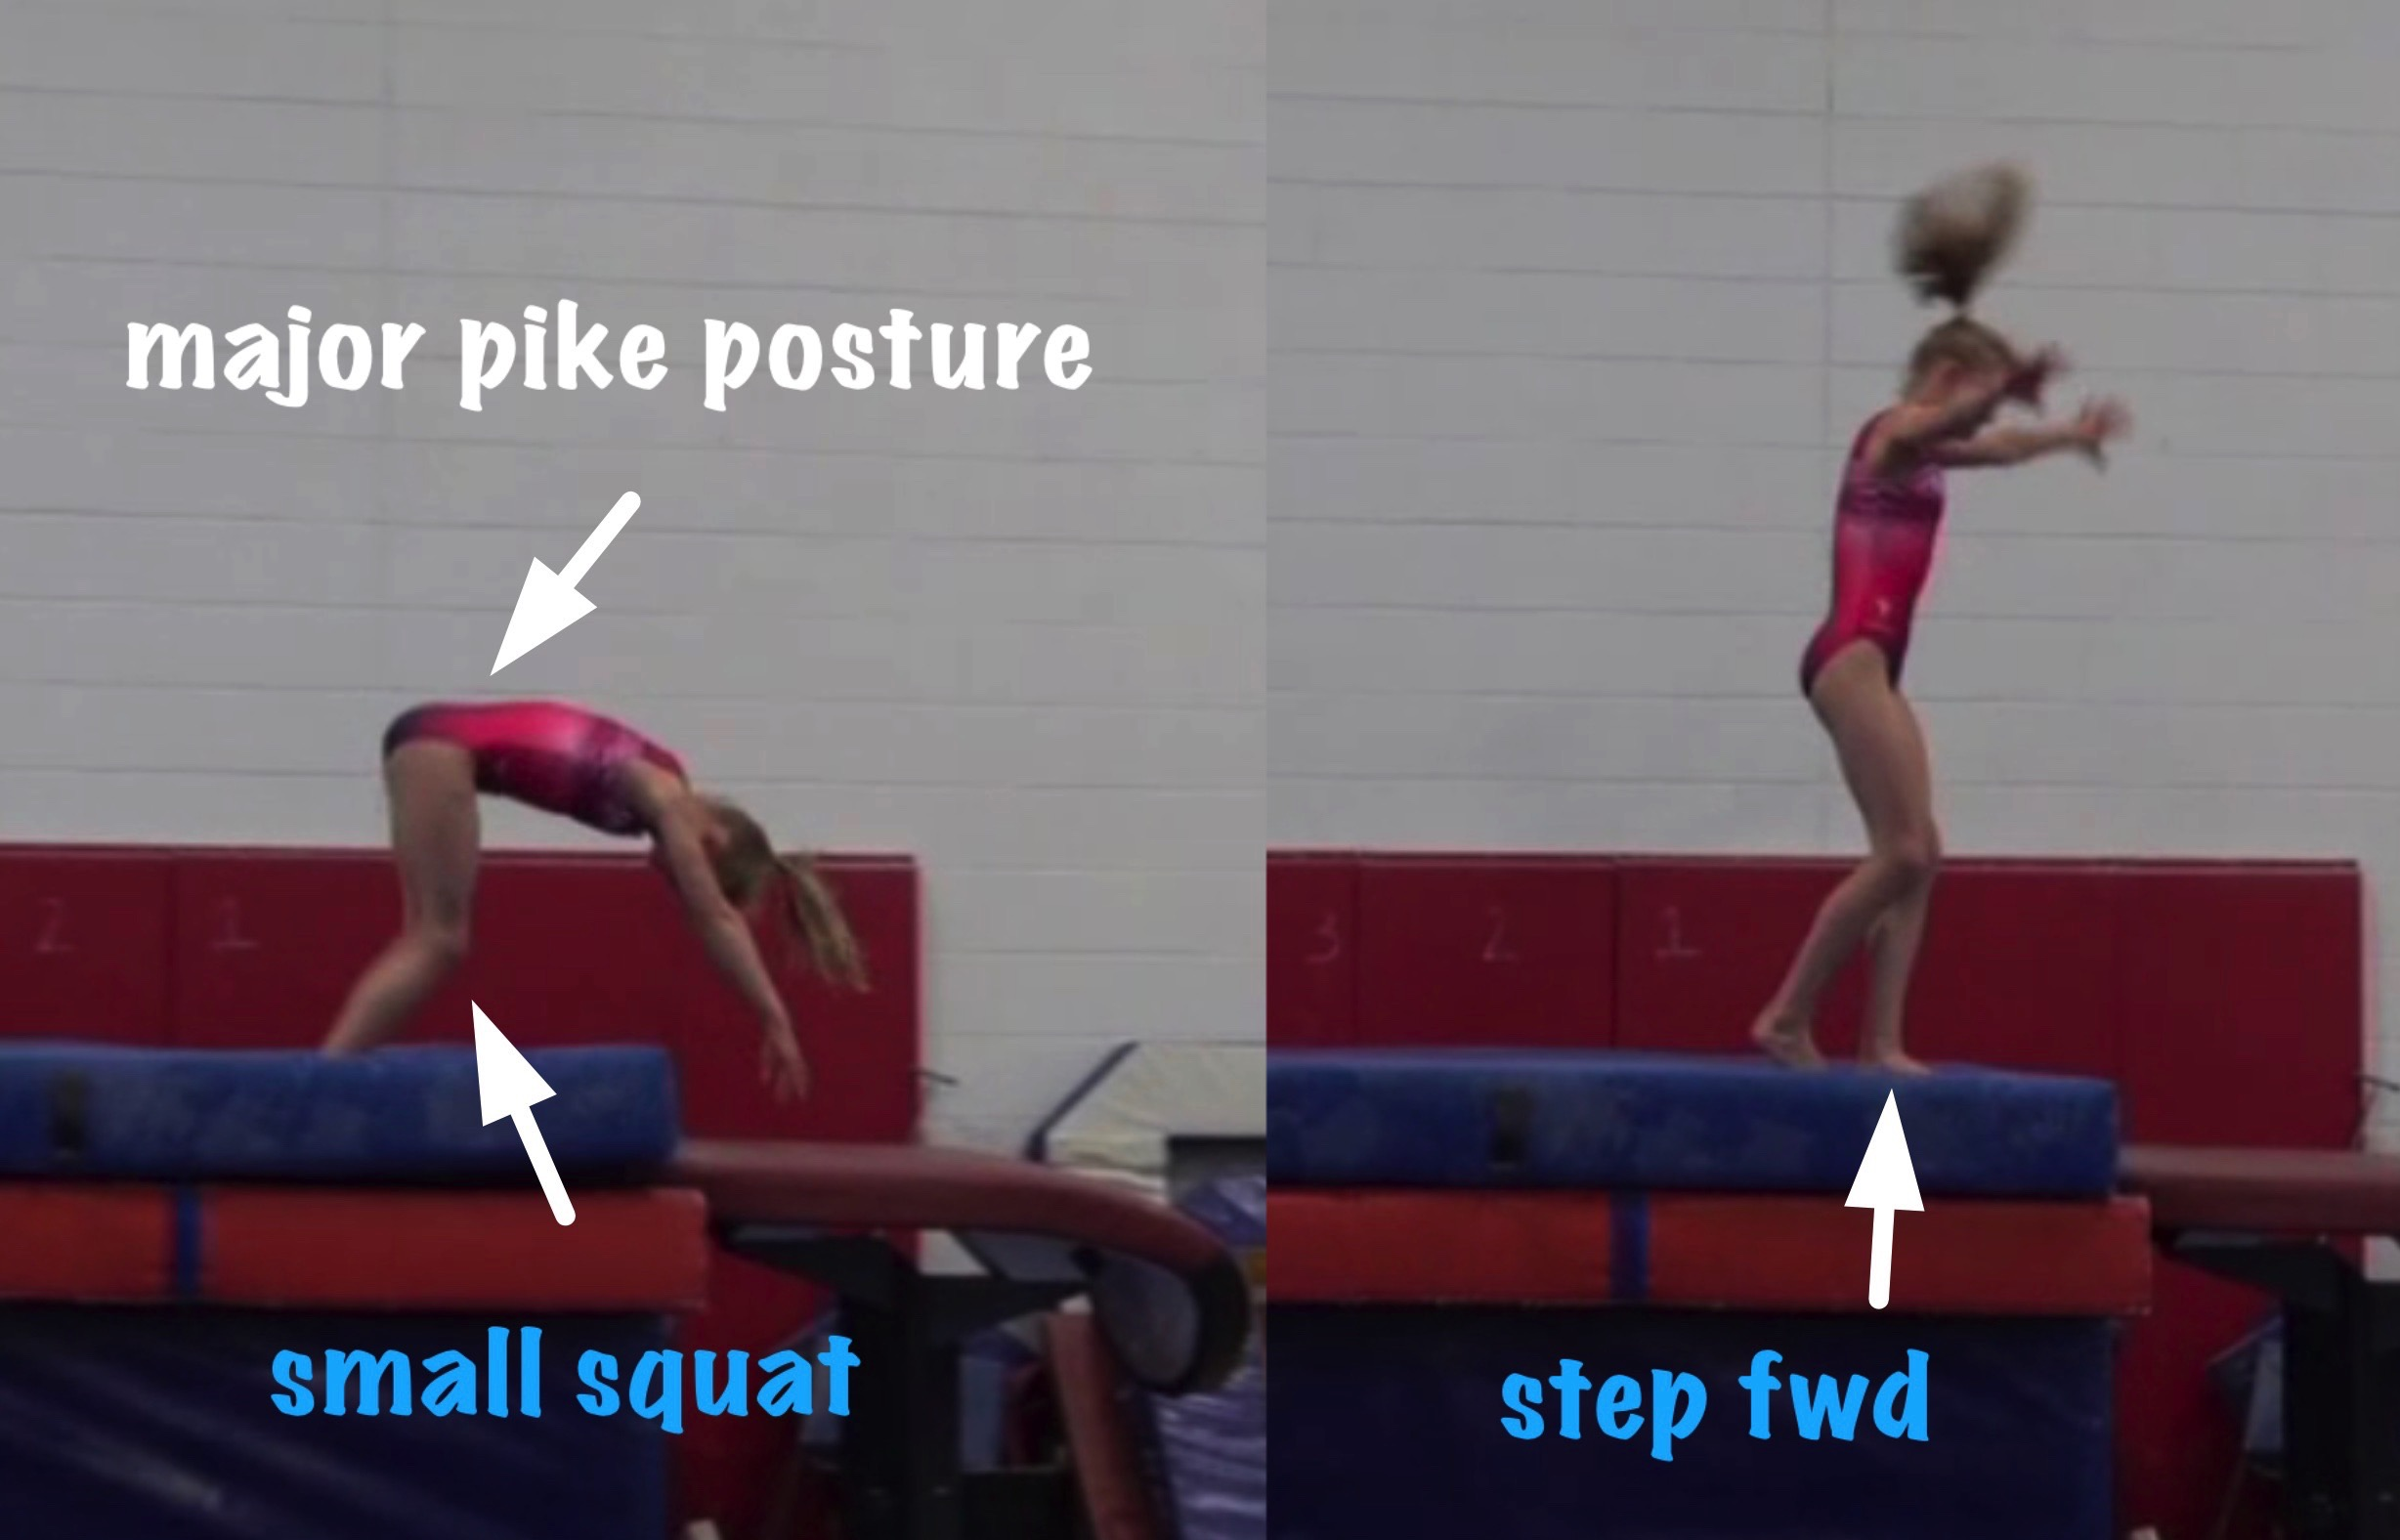 major pike posture
2 1
small squat
3 2 1
step fwd